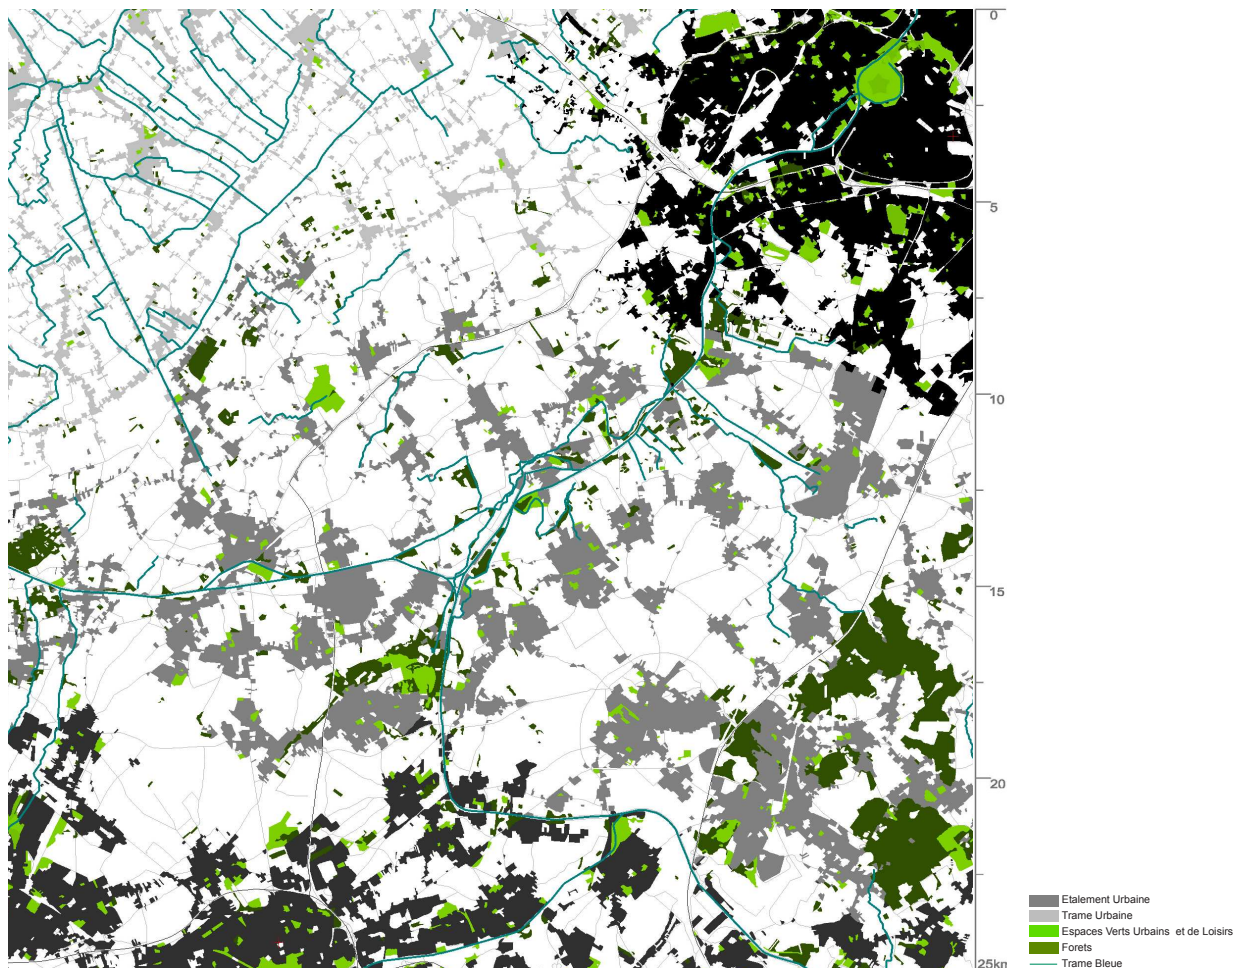 0
5
10
15
20
25km
Etalement Urbaine
Trame Urbaine
Espaces Verts Urbains et de Loisirs
Forets
Trame Bleue